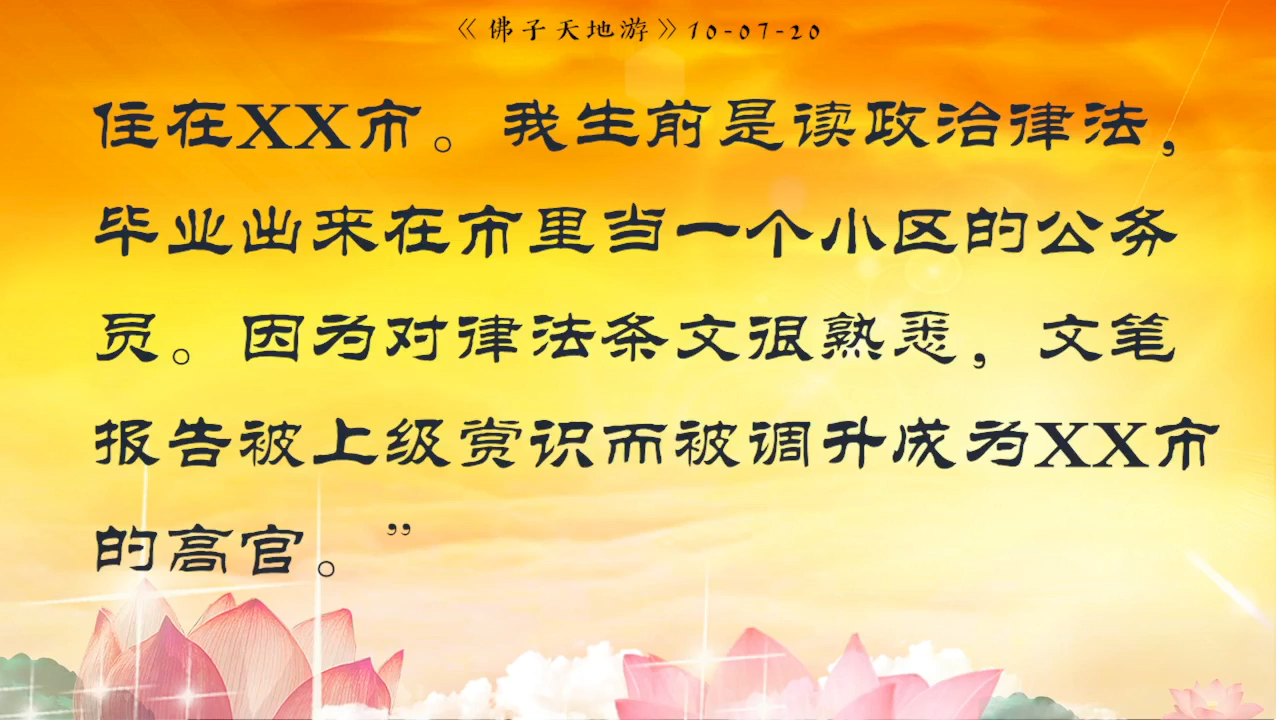 《佛子天地游》10-07-20
住在XX市。我生前是读政治律法，
毕业出来在市里当一个小区的公务
员。因为对律法条文很熟悉，文笔
报告被上级赏识而被调升成为XX市
的高官。”